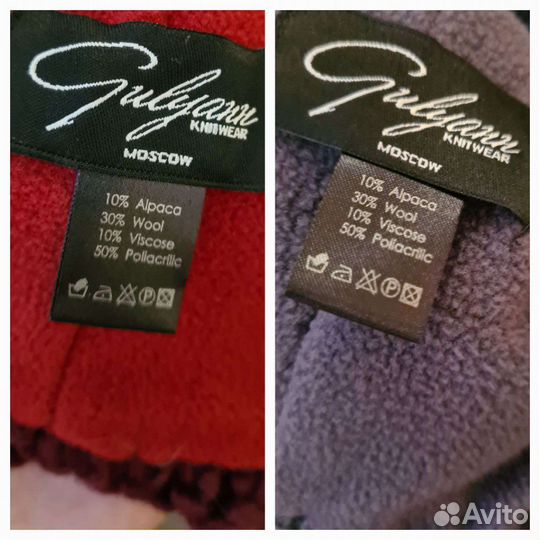 Gulyann
KNITWEAR
MOSCOW
10% Alpaca
30% Wool
10% Viscose
50% Poliacrilic
Gulyann
KNITWEAR
MOSCOW
10% Alpaca
30% Wool
10% Viscose
50% Poliacrilic
Avito